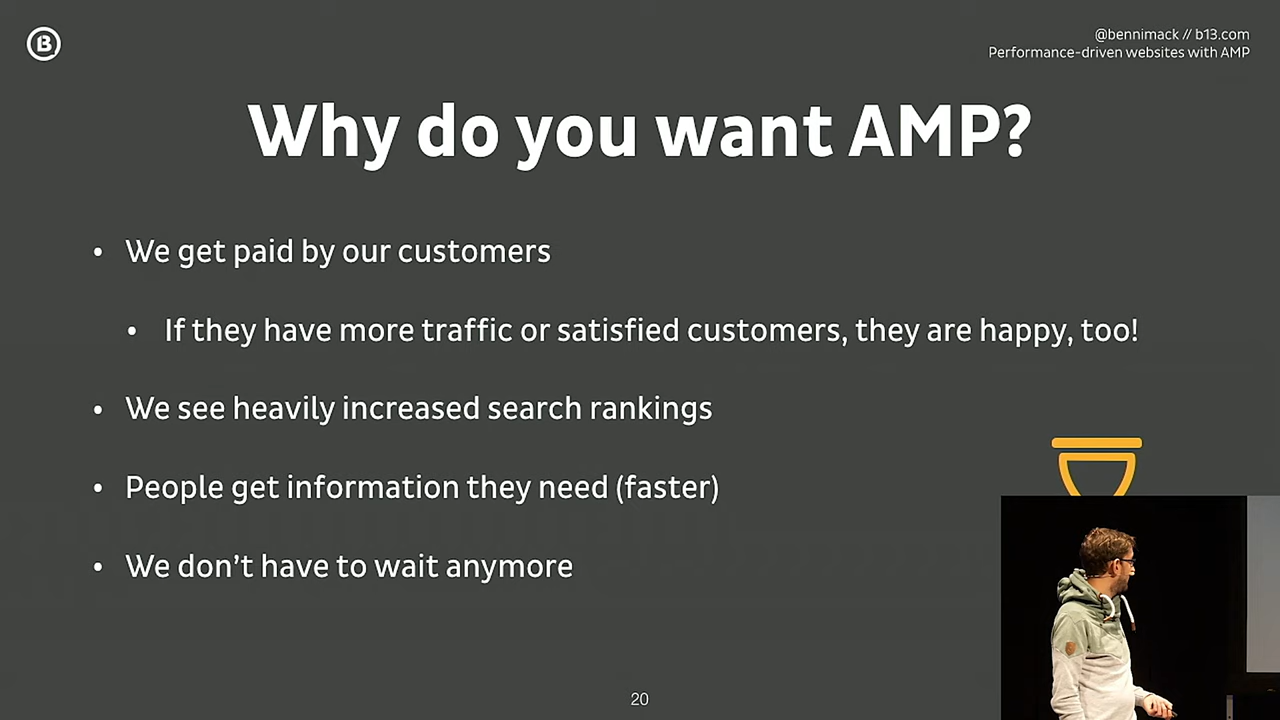 B
@bennimack // b13.com
Performance-driven websites with AMP
Why do you want AMP?
• We get paid by our customers
• If they have more traffic or satisfied customers, they are happy, too!
• We see heavily increased search rankings
• People get information they need (faster)
• We don’t have to wait anymore
20